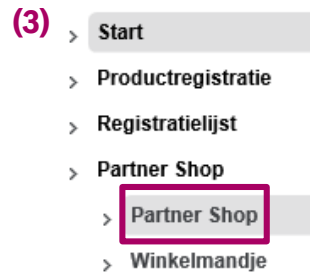 (3)
> Start
> Productregistratie
> Registratielijst
> Partner Shop
> Partner Shop
> Winkelmandje